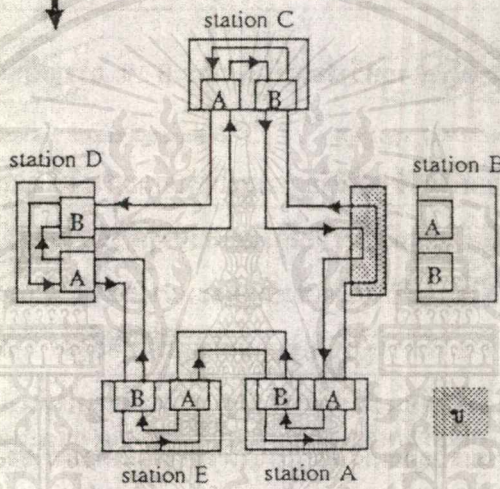 station C
A B
station D
station B
B
A
A
B
B A
B A
ข
station E
station A